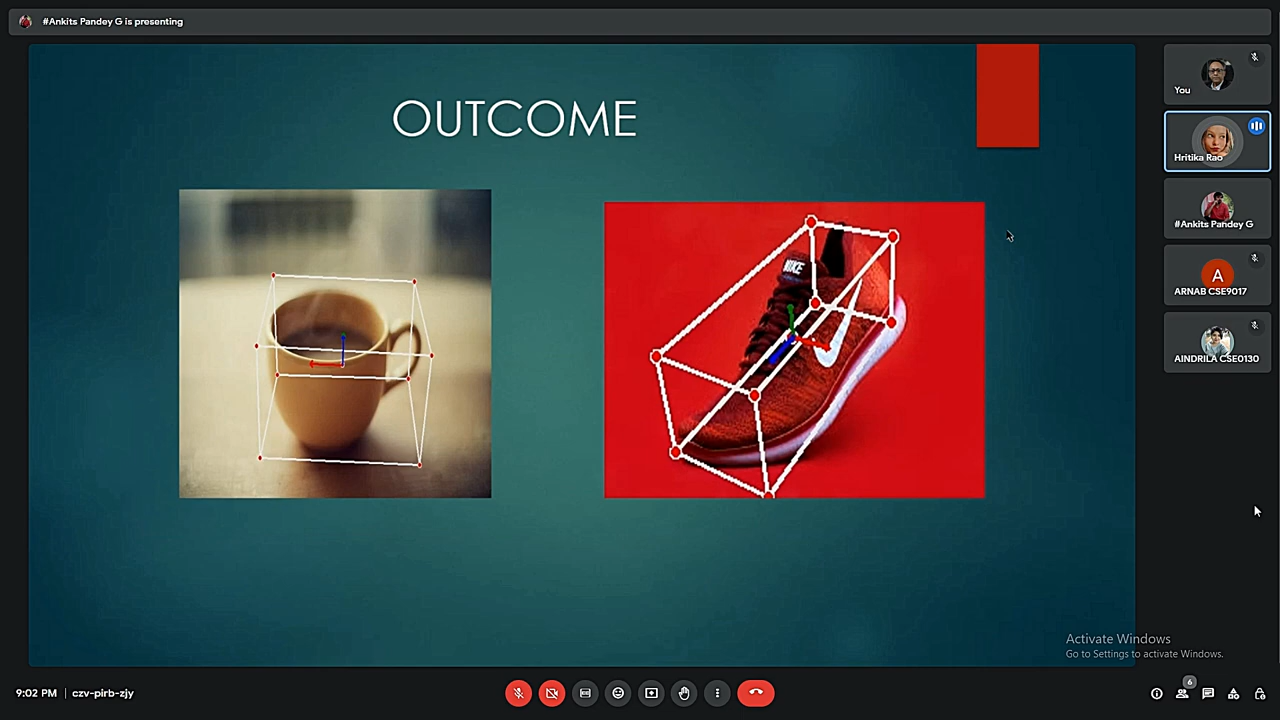 #Ankits Pandey G is presenting
OUTCOME
NIKE
You
Hritika Rao
#Ankits Pandey G
A
ARNAB CSE9017
AINDRILA CSE0130
Activate Windows
Go to Settings to activate Windows.
9:02 PM | czv-pirb-zjy
6